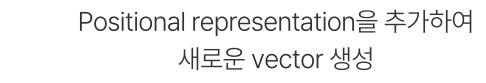 Positional representation을 추가하여
새로운 vector 생성